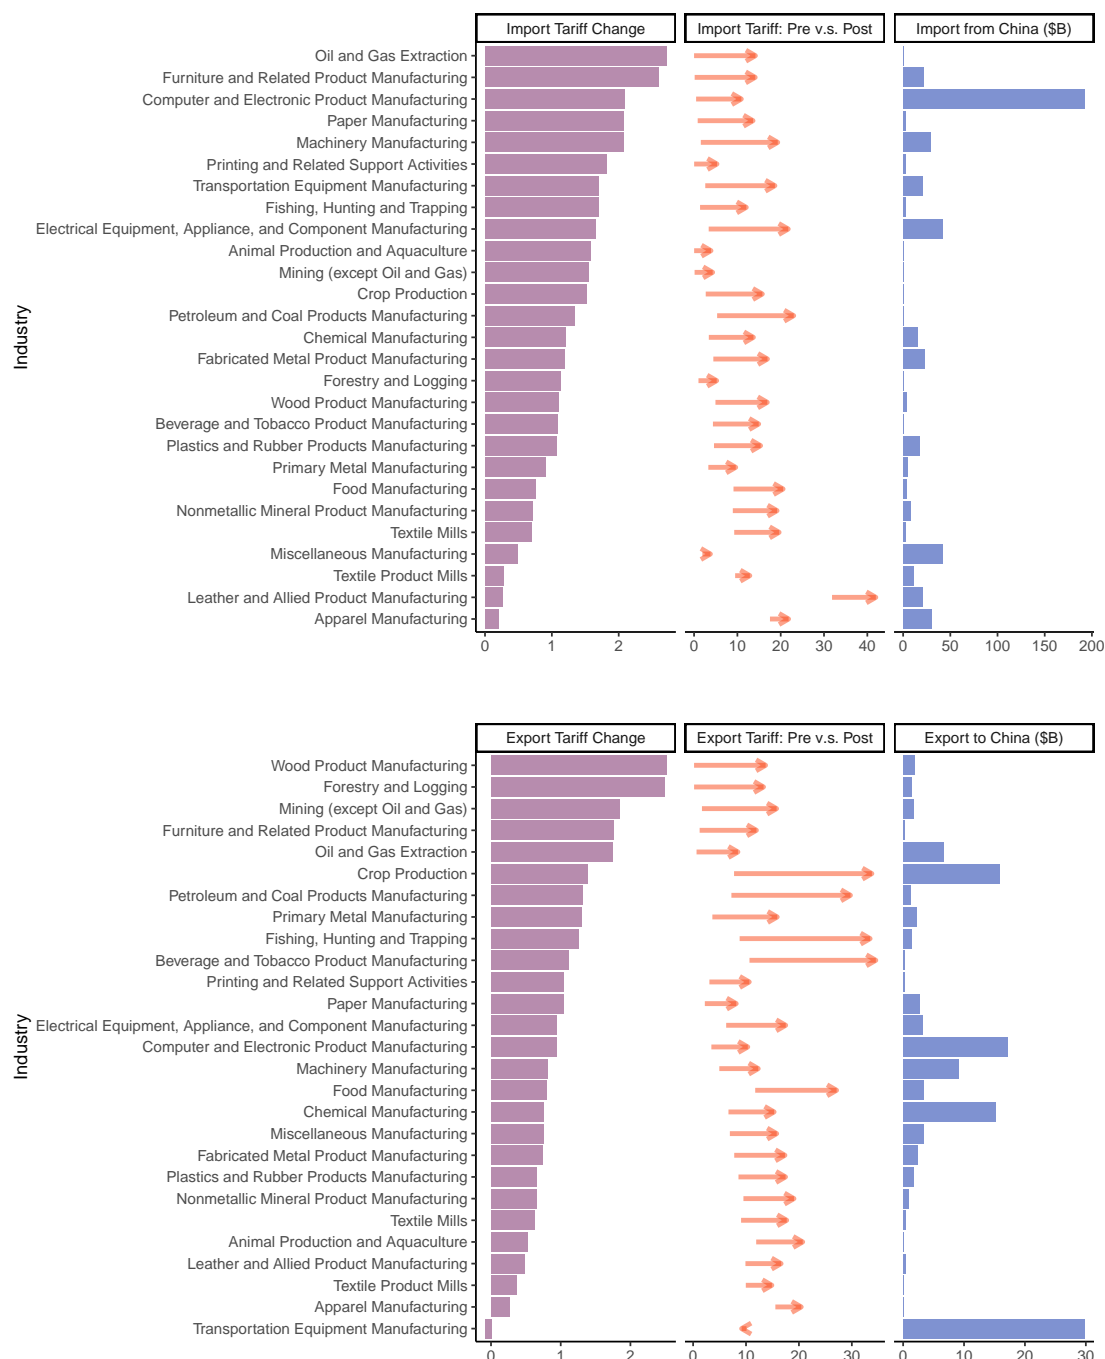 Import Tariff Change
Import Tariff: Pre v.s. Post
Import from China ($B)
Industry
Oil and Gas Extraction
Furniture and Related Product Manufacturing
Computer and Electronic Product Manufacturing
Paper Manufacturing
Machinery Manufacturing
Printing and Related Support Activities
Transportation Equipment Manufacturing
Fishing, Hunting and Trapping
Electrical Equipment, Appliance, and Component Manufacturing
Animal Production and Aquaculture
Mining (except Oil and Gas)
Crop Production
Petroleum and Coal Products Manufacturing
Chemical Manufacturing
Fabricated Metal Product Manufacturing
Forestry and Logging
Wood Product Manufacturing
Beverage and Tobacco Product Manufacturing
Plastics and Rubber Products Manufacturing
Primary Metal Manufacturing
Food Manufacturing
Nonmetallic Mineral Product Manufacturing
Textile Mills
Miscellaneous Manufacturing
Textile Product Mills
Leather and Allied Product Manufacturing
Apparel Manufacturing
0 1 2
0 10 20 30 40
0 50 100 150 200
Export Tariff Change
Export Tariff: Pre v.s. Post
Export to China ($B)
Industry
Wood Product Manufacturing
Forestry and Logging
Mining (except Oil and Gas)
Furniture and Related Product Manufacturing
Oil and Gas Extraction
Crop Production
Petroleum and Coal Products Manufacturing
Primary Metal Manufacturing
Fishing, Hunting and Trapping
Beverage and Tobacco Product Manufacturing
Printing and Related Support Activities
Paper Manufacturing
Electrical Equipment, Appliance, and Component Manufacturing
Computer and Electronic Product Manufacturing
Machinery Manufacturing
Food Manufacturing
Chemical Manufacturing
Miscellaneous Manufacturing
Fabricated Metal Product Manufacturing
Plastics and Rubber Products Manufacturing
Nonmetallic Mineral Product Manufacturing
Textile Mills
Animal Production and Aquaculture
Leather and Allied Product Manufacturing
Textile Product Mills
Apparel Manufacturing
Transportation Equipment Manufacturing
0 1 2
0 10 20 30
0 10 20 30